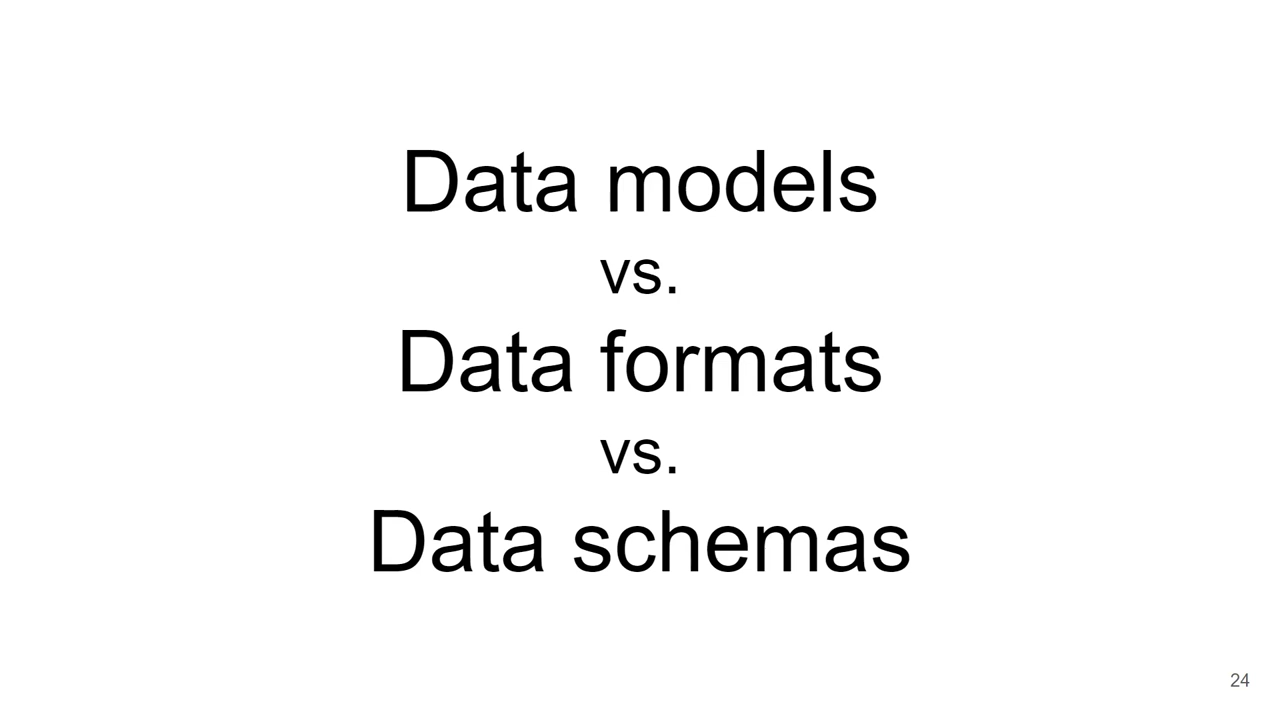 Data models
vs.
Data formats
vs.
Data schemas
24